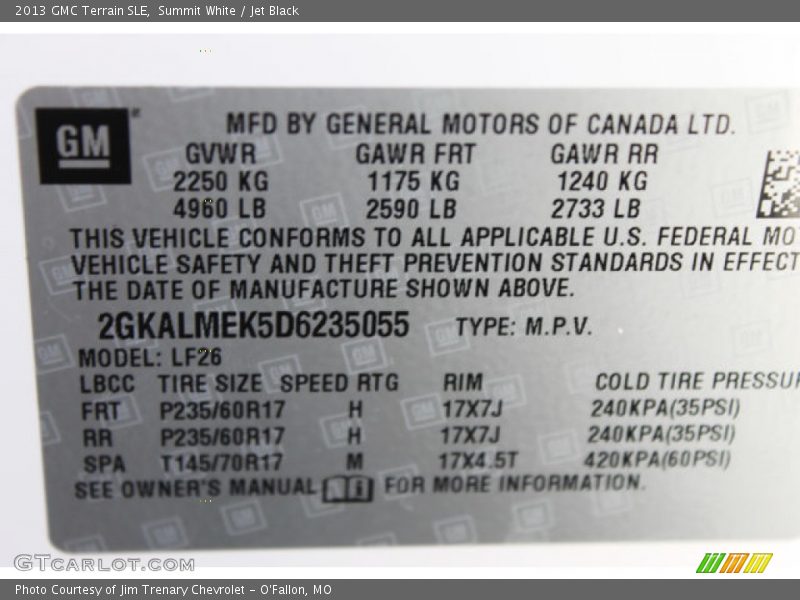 2013 GMC Terrain SLE,  Summit White / Jet Black
GM
MFD BY GENERAL MOTORS OF CANADA LTD.
GVWR GAWR FRT GAWR RR
2250 KG 1175 KG 1240 KG
4960 LB 2590 LB 2733 LB
THIS VEHICLE CONFORMS TO ALL APPLICABLE U.S. FEDERAL MO
VEHICLE SAFETY AND THEFT PREVENTION STANDARDS IN EFFECT
THE DATE OF MANUFACTURE SHOWN ABOVE.
2GKALMEK5D6235055 TYPE: M.P.V.
MODEL: LF26
LBCC TIRE SIZE SPEED RTG RIM COLD TIRE PRESSUR
FRT P235/60R17 H 17X7J 240KPA(35PSI)
RR P235/60R17 H 17X7J 240KPA(35PSI)
SPA T145/70R17 M 17X4.5T 420KPA(60PSI)
SEE OWNER'S MANUAL FOR MORE INFORMATION.
GTCARLOT.COM
Photo Courtesy of Jim Trenary Chevrolet - O'Fallon, MO